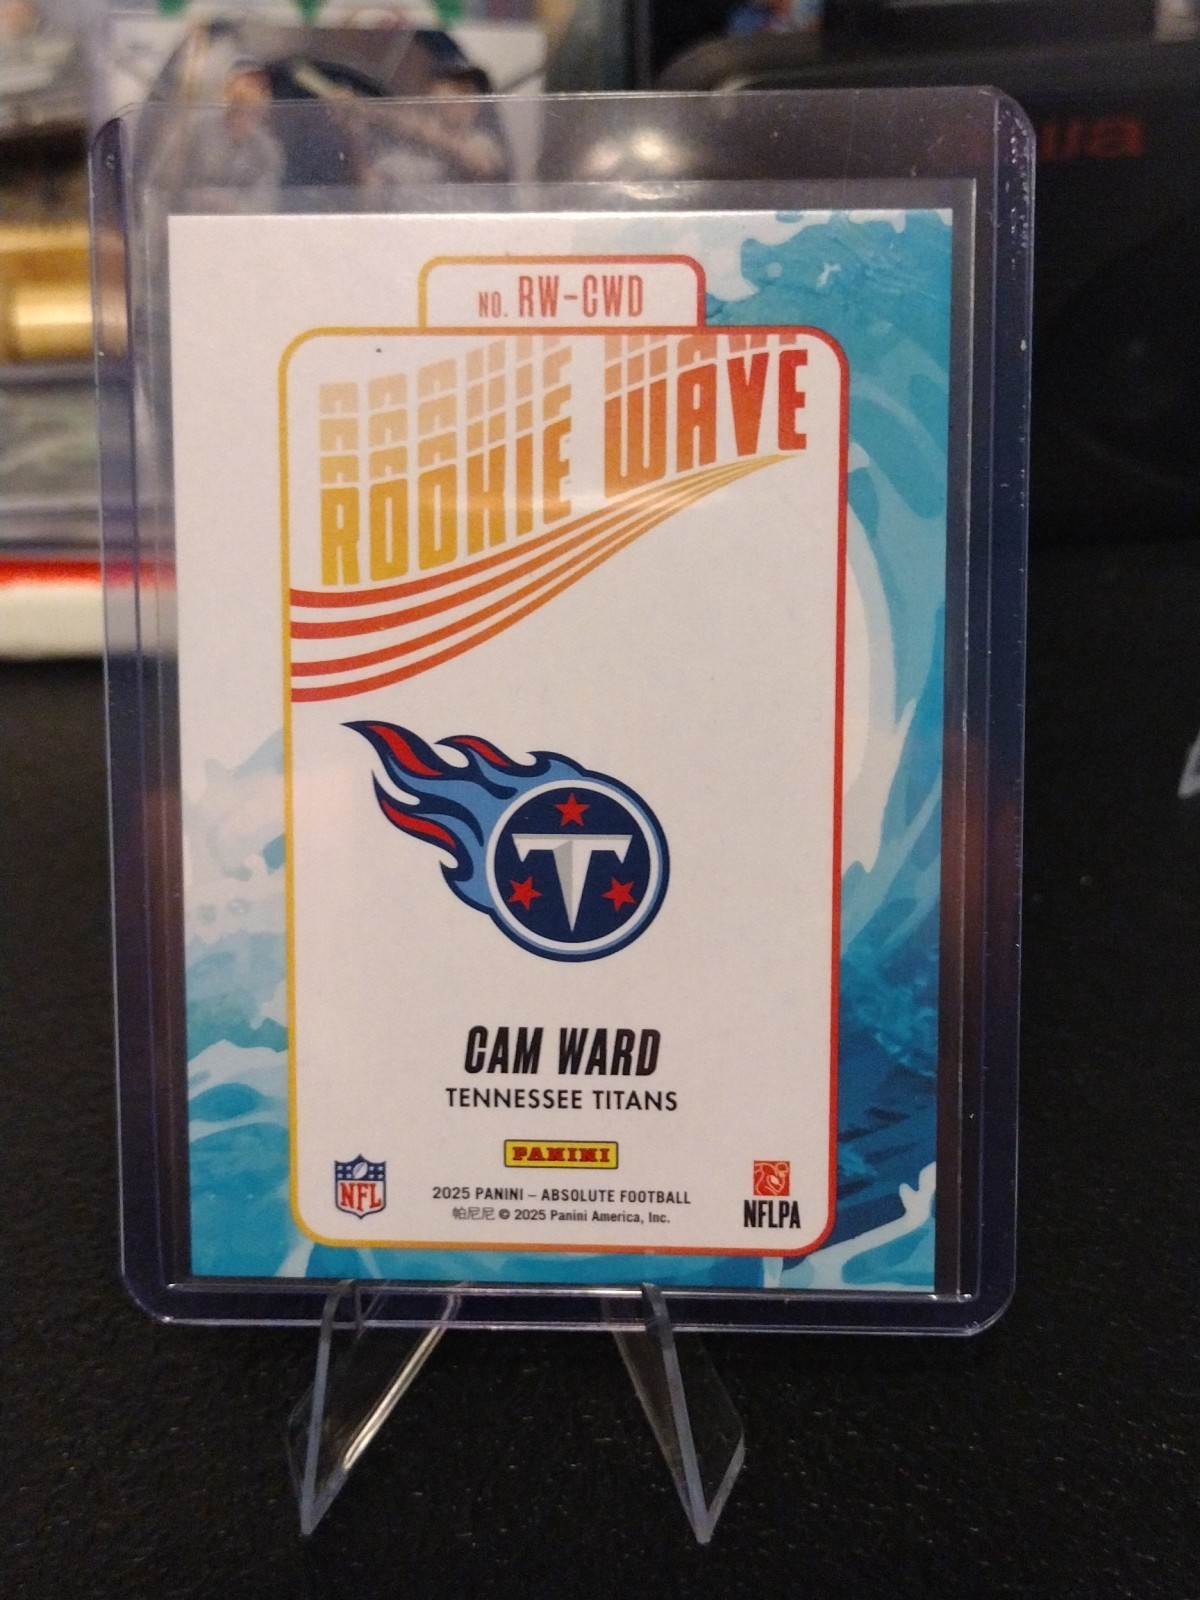 NO. RW-CWD
ROOKIE WAVE
T
CAM WARD
TENNESSEE TITANS
PANINI
NFL
2025 PANINI – ABSOLUTE FOOTBALL
帕尼尼 © 2025 Panini America, Inc.
NFLPA